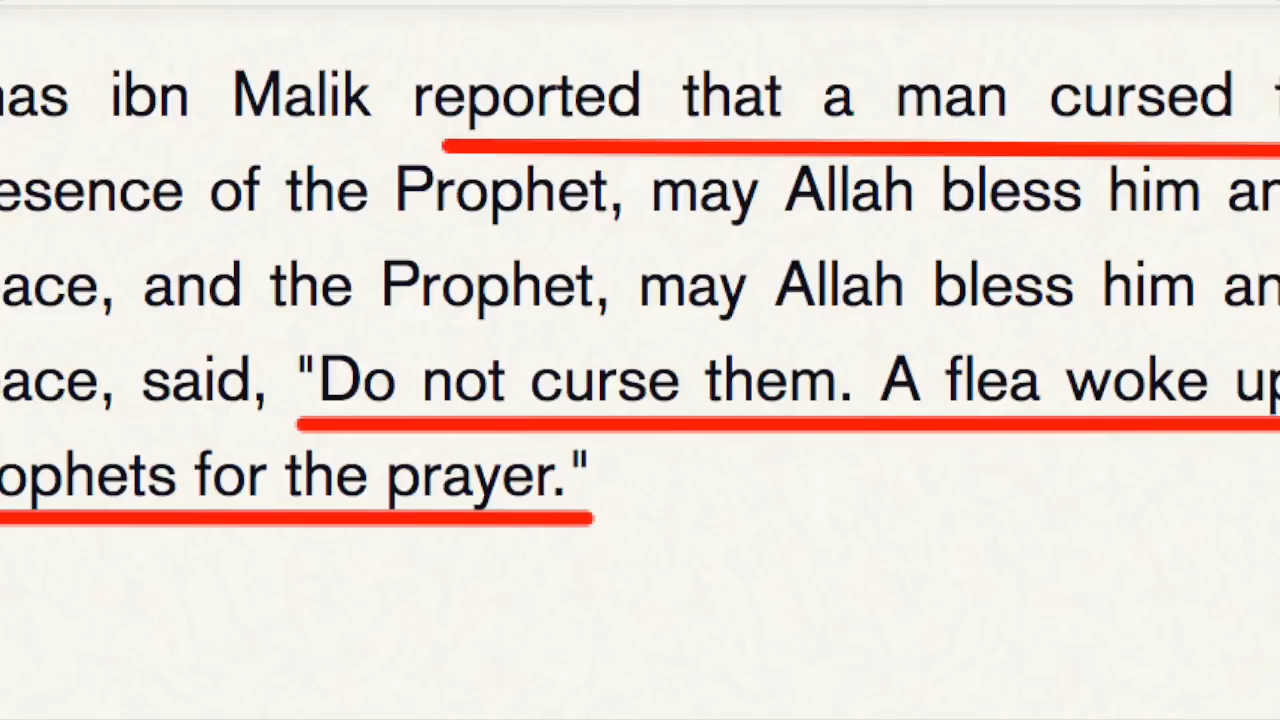 nas ibn Malik reported that a man cursed
esence of the Prophet, may Allah bless him an
ace, and the Prophet, may Allah bless him an
ace, said, "Do not curse them. A flea woke up
ophets for the prayer."